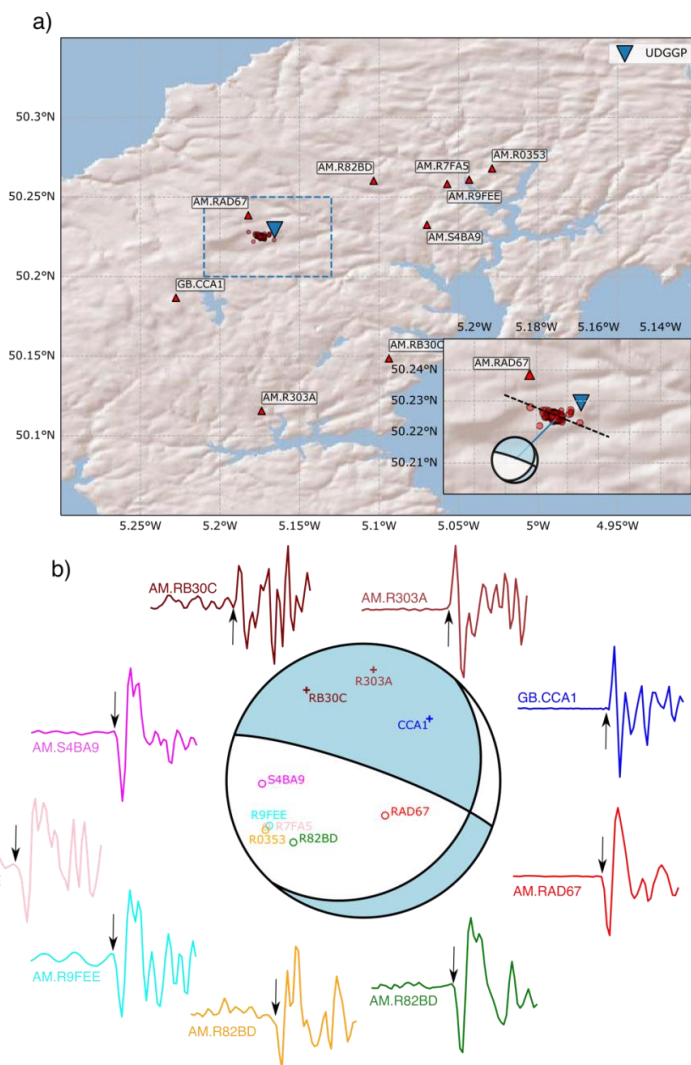 a)
UDGGP
50.3°N
AM.R0353
AM.R82BD
AM.R7FA5
50.25°N
AM.R9FEE
AM.RAD67
AM.S4BA9
50.2°N
GB.CCA1
5.2°W
5.18°W
5.16°W
5.14°W
50.15°N
AM.RB30C
50.24°N
AM.RAD67
50.23°N
AM.R303A
50.1°N
50.22°N
50.21°N
5.25°W
5.2°W
5.15°W
5.1°W
5.05°W
5°W
4.95°W
b)
AM.RB30C
AM.R303A
R303A
RB30C
GB.CCA1
CCA1
AM.S4BA9
S4BA9
R9FEE
R7FA5
RAD67
R0353
R82BD
AM.RAD67
AM.R9FEE
AM.R82BD
AM.R82BD